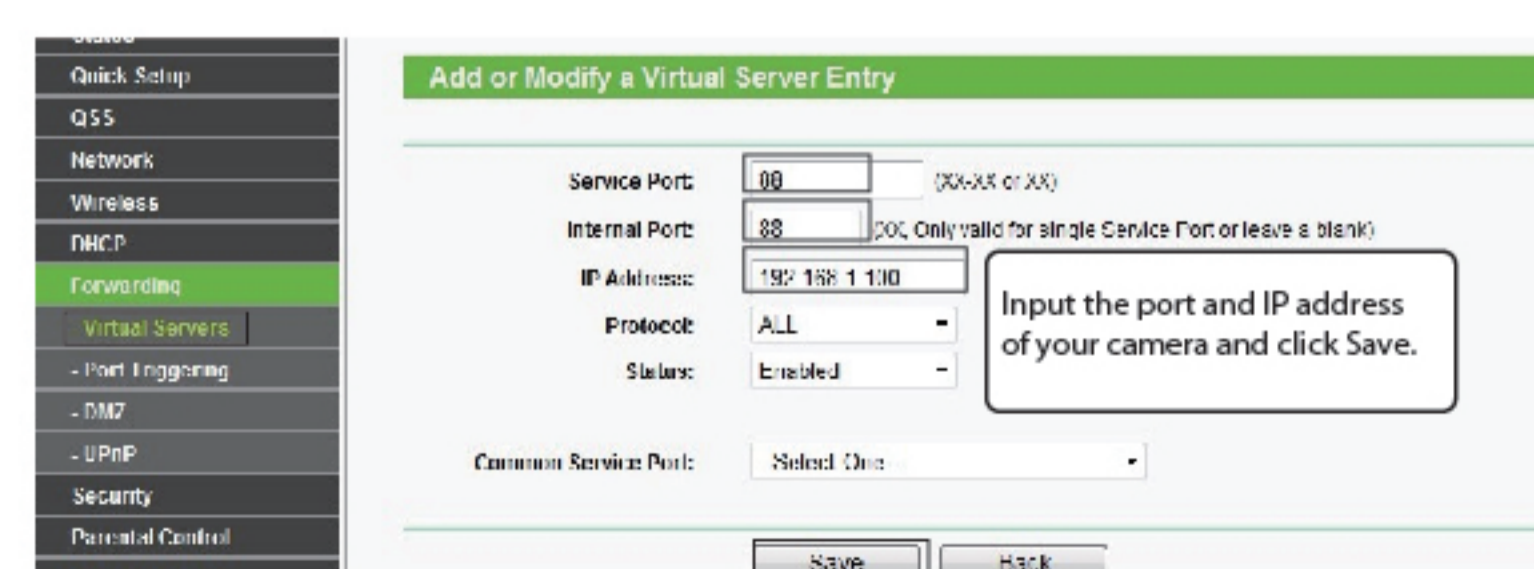 Status
Quick Setup
QSS
Network
Wireless
DHCP
Forwarding
Virtual Servers
- Port Triggering
- DMZ
- UPnP
Security
Parental Control
Add or Modify a Virtual Server Entry
Service Port: 88 (XX-XX or XX)
Internal Port: 88 (XX, Only valid for single Service Port or leave a blank)
IP Address: 192.168.1.100
Protocol: ALL
Status: Enabled
Common Service Port: --Select One--
Input the port and IP address
of your camera and click Save.
Save Back